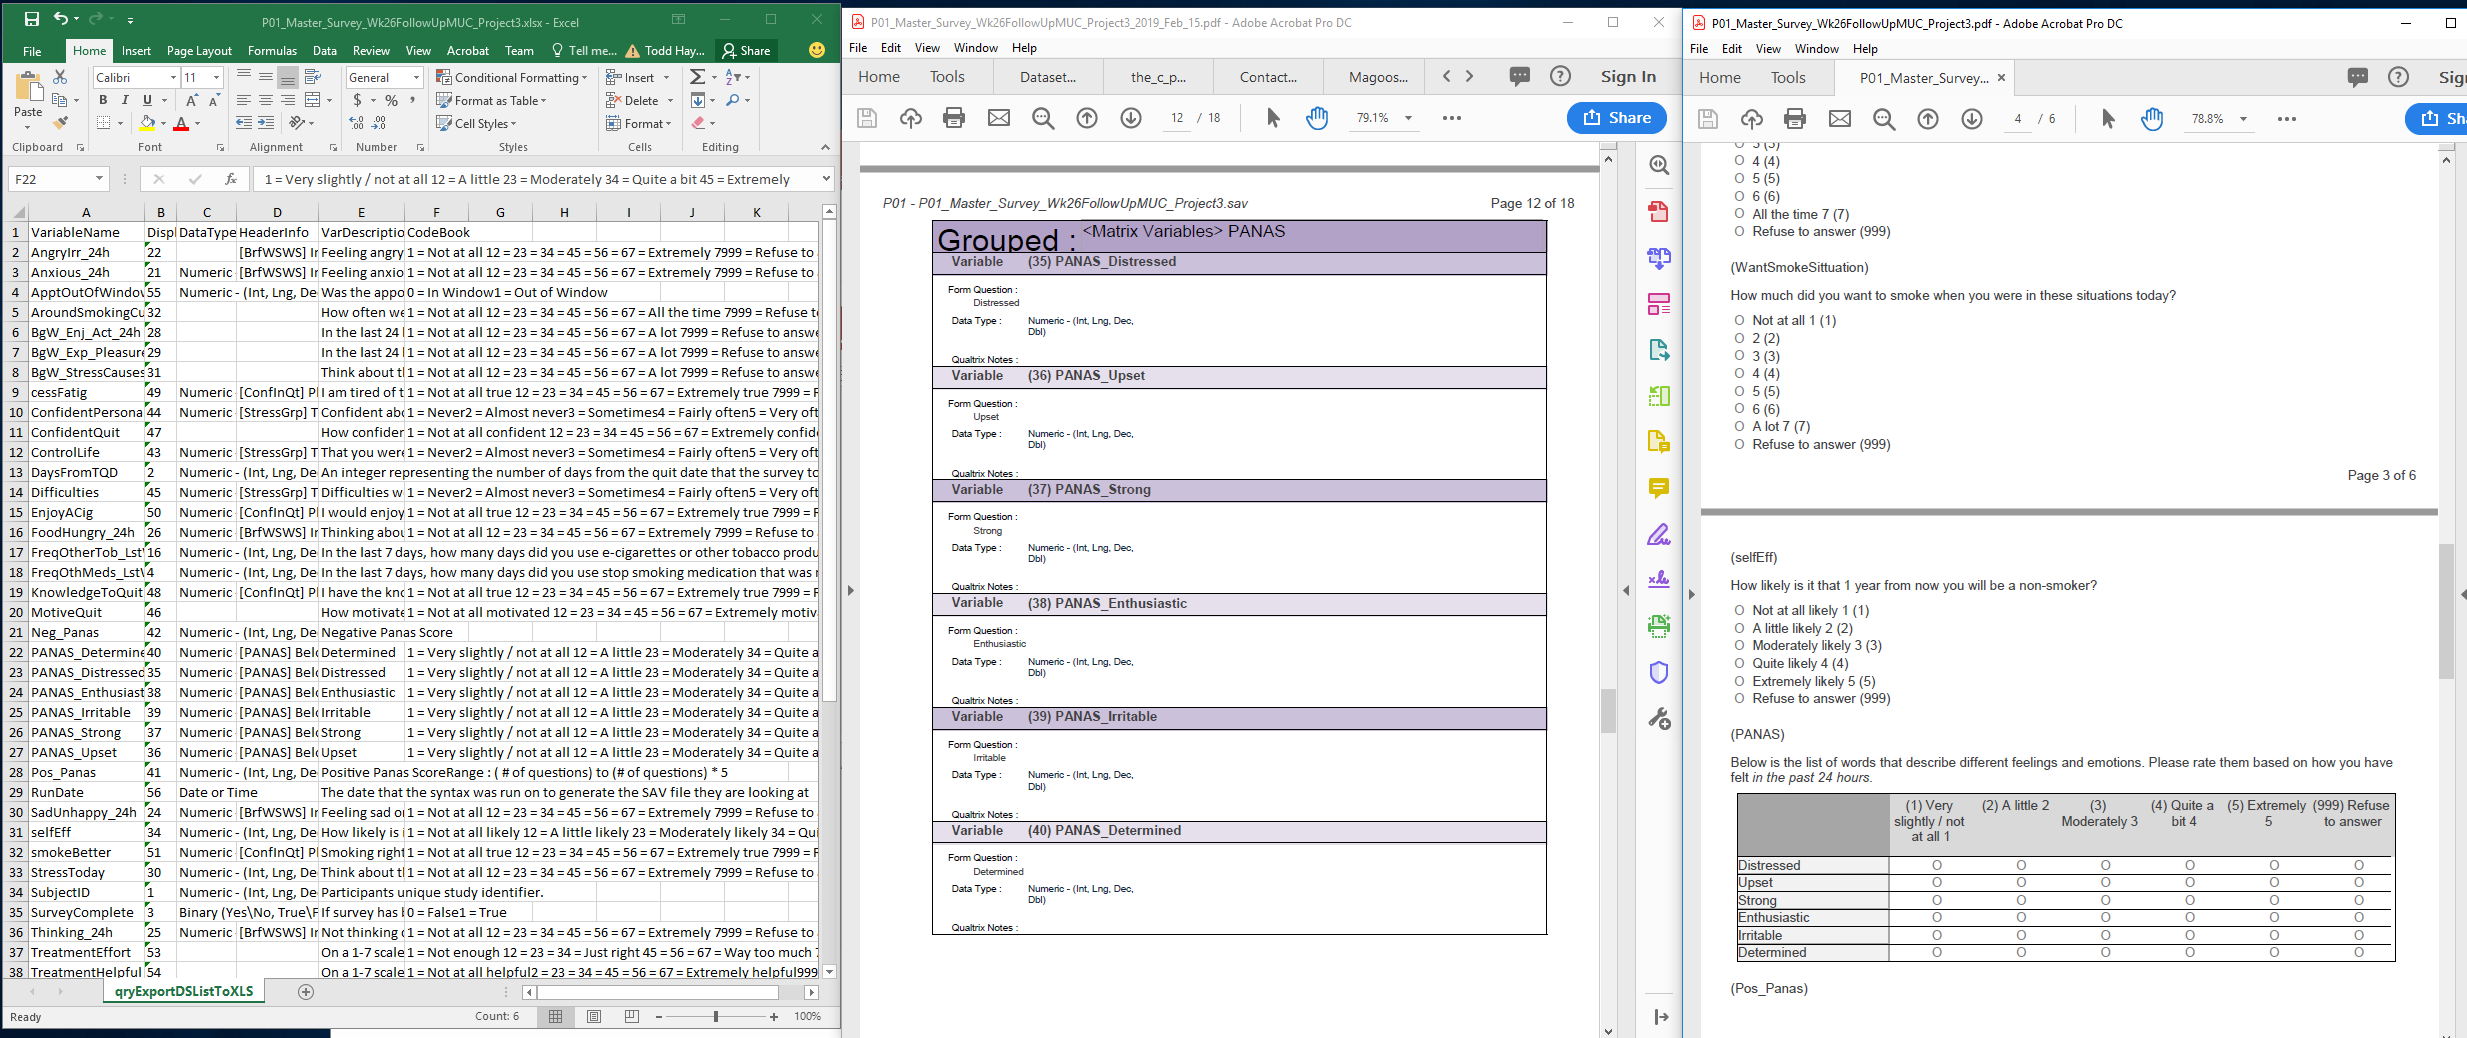 P01_Master_Survey_Wk26FollowUpMUC_Project3.xlsx - Excel
File Home Insert Page Layout Formulas Data Review View Acrobat Team Tell me... Todd Hay... Share
Calibri 11 General Conditional Formatting Insert
Paste B I U A A $ % , Format as Table Delete
Cell Styles Format
Clipboard Font Alignment Number Styles Cells Editing
F22 fx 1 = Very slightly / not at all 12 = A little 23 = Moderately 34 = Quite a bit 45 = Extremely
A B C D E F G H I J K
1 VariableName Displ DataType HeaderInfo VarDescriptio CodeBook
2 AngryIrr_24h 22 [BrfWSWS] Ir Feeling angry 1 = Not at all 12 = 23 = 34 = 45 = 56 = 67 = Extremely 7999 = Refuse to
3 Anxious_24h 21 Numeric [BrfWSWS] Ir Feeling anxio 1 = Not at all 12 = 23 = 34 = 45 = 56 = 67 = Extremely 7999 = Refuse to
4 ApptOutOfWindov 55 Numeric - (Int, Lng, De Was the appo 0 = In Window1 = Out of Window
5 AroundSmokingCu 32 How often we 1 = Not at all 12 = 23 = 34 = 45 = 56 = 67 = All the time 7999 = Refuse t
6 BgW_Enj_Act_24h 28 In the last 24 1 = Not at all 12 = 23 = 34 = 45 = 56 = 67 = A lot 7999 = Refuse to answe
7 BgW_Exp_Pleasure 29 In the last 24 1 = Not at all 12 = 23 = 34 = 45 = 56 = 67 = A lot 7999 = Refuse to answe
8 BgW_StressCauses 31 Think about tl 1 = Not at all 12 = 23 = 34 = 45 = 56 = 67 = A lot 7999 = Refuse to answe
9 cessFatig 49 Numeric [ConfInQt] Pl I am tired of t 1 = Not at all true 12 = 23 = 34 = 45 = 56 = 67 = Extremely true 7999 = F
10 ConfidentPersona 44 Numeric [StressGrp] T Confident abc 1 = Never2 = Almost never3 = Sometimes4 = Fairly often5 = Very oft
11 ConfidentQuit 47 How confider 1 = Not at all confident 12 = 23 = 34 = 45 = 56 = 67 = Extremely confid
12 ControlLife 43 Numeric [StressGrp] T That you were 1 = Never2 = Almost never3 = Sometimes4 = Fairly often5 = Very oft
13 DaysFromTQD 2 Numeric - (Int, Lng, De An integer representing the number of days from the quit date that the survey to
14 Difficulties 45 Numeric [StressGrp] T Difficulties w 1 = Never2 = Almost never3 = Sometimes4 = Fairly often5 = Very oft
15 EnjoyACig 50 Numeric [ConfInQt] Pl I would enjoy 1 = Not at all true 12 = 23 = 34 = 45 = 56 = 67 = Extremely true 7999 = F
16 FoodHungry_24h 26 Numeric [BrfWSWS] Ir Thinking abou 1 = Not at all 12 = 23 = 34 = 45 = 56 = 67 = Extremely 7999 = Refuse to
17 FreqOtherTob_Lst 16 Numeric - (Int, Lng, De In the last 7 days, how many days did you use e-cigarettes or other tobacco produ
18 FreqOthMeds_Lst 4 Numeric - (Int, Lng, De In the last 7 days, how many days did you use stop smoking medication that was
19 KnowledgeToQuit 48 Numeric [ConfInQt] Pl I have the knc 1 = Not at all true 12 = 23 = 34 = 45 = 56 = 67 = Extremely true 7999 = F
20 MotiveQuit 46 How motivate 1 = Not at all motivated 12 = 23 = 34 = 45 = 56 = 67 = Extremely motiv
21 Neg_Panas 42 Numeric - (Int, Lng, De Negative Panas Score
22 PANAS_Determine 40 Numeric [PANAS] Belc Determined 1 = Very slightly / not at all 12 = A little 23 = Moderately 34 = Quite a
23 PANAS_Distressed 35 Numeric [PANAS] Belc Distressed 1 = Very slightly / not at all 12 = A little 23 = Moderately 34 = Quite a
24 PANAS_Enthusiast 38 Numeric [PANAS] Belc Enthusiastic 1 = Very slightly / not at all 12 = A little 23 = Moderately 34 = Quite a
25 PANAS_Irritable 39 Numeric [PANAS] Belc Irritable 1 = Very slightly / not at all 12 = A little 23 = Moderately 34 = Quite a
26 PANAS_Strong 37 Numeric [PANAS] Belc Strong 1 = Very slightly / not at all 12 = A little 23 = Moderately 34 = Quite a
27 PANAS_Upset 36 Numeric [PANAS] Belc Upset 1 = Very slightly / not at all 12 = A little 23 = Moderately 34 = Quite a
28 Pos_Panas 41 Numeric - (Int, Lng, De Positive Panas ScoreRange : ( # of questions) to (# of questions) * 5
29 RunDate 56 Date or Time The date that the syntax was run on to generate the SAV file they are looking at
30 SadUnhappy_24h 24 Numeric [BrfWSWS] Ir Feeling sad or 1 = Not at all 12 = 23 = 34 = 45 = 56 = 67 = Extremely 7999 = Refuse to
31 selfEff 34 Numeric - (Int, Lng, De How likely is i 1 = Not at all likely 12 = A little likely 23 = Moderately likely 34 = Qui
32 smokeBetter 51 Numeric [ConfInQt] Pl Smoking right 1 = Not at all true 12 = 23 = 34 = 45 = 56 = 67 = Extremely true 7999 = F
33 StressToday 30 Numeric - (Int, Lng, De Think about tl 1 = Not at all 12 = 23 = 34 = 45 = 56 = 67 = A lot 7999 = Refuse to answe
34 SubjectID 1 Numeric - (Int, Lng, De Participants unique study identifier.
35 SurveyComplete 3 Binary (Yes\No, True\F If survey has 0 = False1 = True
36 Thinking_24h 25 Numeric [BrfWSWS] Ir Not thinking 1 = Not at all 12 = 23 = 34 = 45 = 56 = 67 = Extremely 7999 = Refuse to
37 TreatmentEffort 53 On a 1-7 scale 1 = Not enough 12 = 23 = 34 = Just right 45 = 56 = 67 = Way too much
38 TreatmentHelpful 54 On a 1-7 scale 1 = Not at all helpful2 = 23 = 34 = 45 = 56 = 67 = Extremely helpful999
qryExportDSListToXLS
Ready Count: 6 100%
P01_Master_Survey_Wk26FollowUpMUC_Project3_2019_Feb_15.pdf - Adobe Acrobat Pro DC
File Edit View Window Help
Home Tools Dataset... the_c_p... Contact... Magoos... Sign In
12 / 18 79.1% Share
P01 - P01_Master_Survey_Wk26FollowUpMUC_Project3.sav Page 12 of 18
Grouped : <Matrix Variables> PANAS
Variable (35) PANAS_Distressed
Form Question :
Distressed
Data Type : Numeric - (Int, Lng, Dec,
Dbl)
Qualtrix Notes :
Variable (36) PANAS_Upset
Form Question :
Upset
Data Type : Numeric - (Int, Lng, Dec,
Dbl)
Qualtrix Notes :
Variable (37) PANAS_Strong
Form Question :
Strong
Data Type : Numeric - (Int, Lng, Dec,
Dbl)
Qualtrix Notes :
Variable (38) PANAS_Enthusiastic
Form Question :
Enthusiastic
Data Type : Numeric - (Int, Lng, Dec,
Dbl)
Qualtrix Notes :
Variable (39) PANAS_Irritable
Form Question :
Irritable
Data Type : Numeric - (Int, Lng, Dec,
Dbl)
Qualtrix Notes :
Variable (40) PANAS_Determined
Form Question :
Determined
Data Type : Numeric - (Int, Lng, Dec,
Dbl)
Qualtrix Notes :
P01_Master_Survey_Wk26FollowUpMUC_Project3.pdf - Adobe Acrobat Pro DC
File Edit View Window Help
Home Tools P01_Master_Survey... × Sig
4 / 6 78.8% Sh
3 (3)
4 (4)
5 (5)
6 (6)
All the time 7 (7)
Refuse to answer (999)
(WantSmokeSittuation)
How much did you want to smoke when you were in these situations today?
Not at all 1 (1)
2 (2)
3 (3)
4 (4)
5 (5)
6 (6)
A lot 7 (7)
Refuse to answer (999)
Page 3 of 6
(selfEff)
How likely is it that 1 year from now you will be a non-smoker?
Not at all likely 1 (1)
A little likely 2 (2)
Moderately likely 3 (3)
Quite likely 4 (4)
Extremely likely 5 (5)
Refuse to answer (999)
(PANAS)
Below is the list of words that describe different feelings and emotions. Please rate them based on how you have
felt in the past 24 hours.
(1) Very (2) A little 2 (3) (4) Quite a (5) Extremely (999) Refuse
slightly / not Moderately 3 bit 4 5 to answer
at all 1
Distressed
Upset
Strong
Enthusiastic
Irritable
Determined
(Pos_Panas)